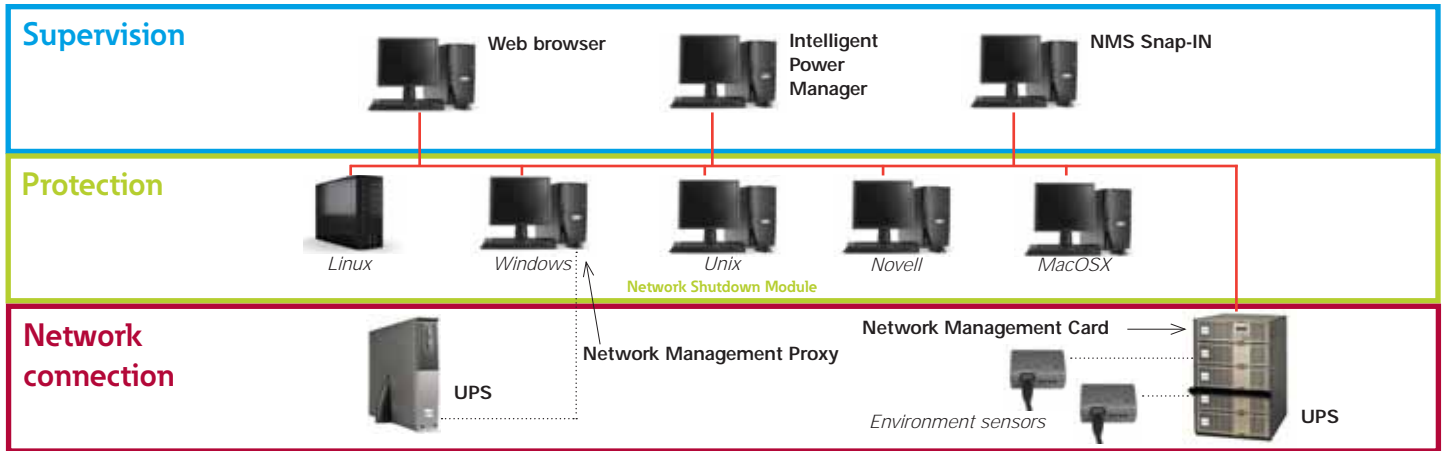 Supervision
Web browser
Intelligent
Power
Manager
NMS Snap-IN
Protection
Linux
Windows
Unix
Novell
MacOSX
Network Shutdown Module
Network
connection
UPS
Network Management Proxy
Network Management Card
Environment sensors
UPS